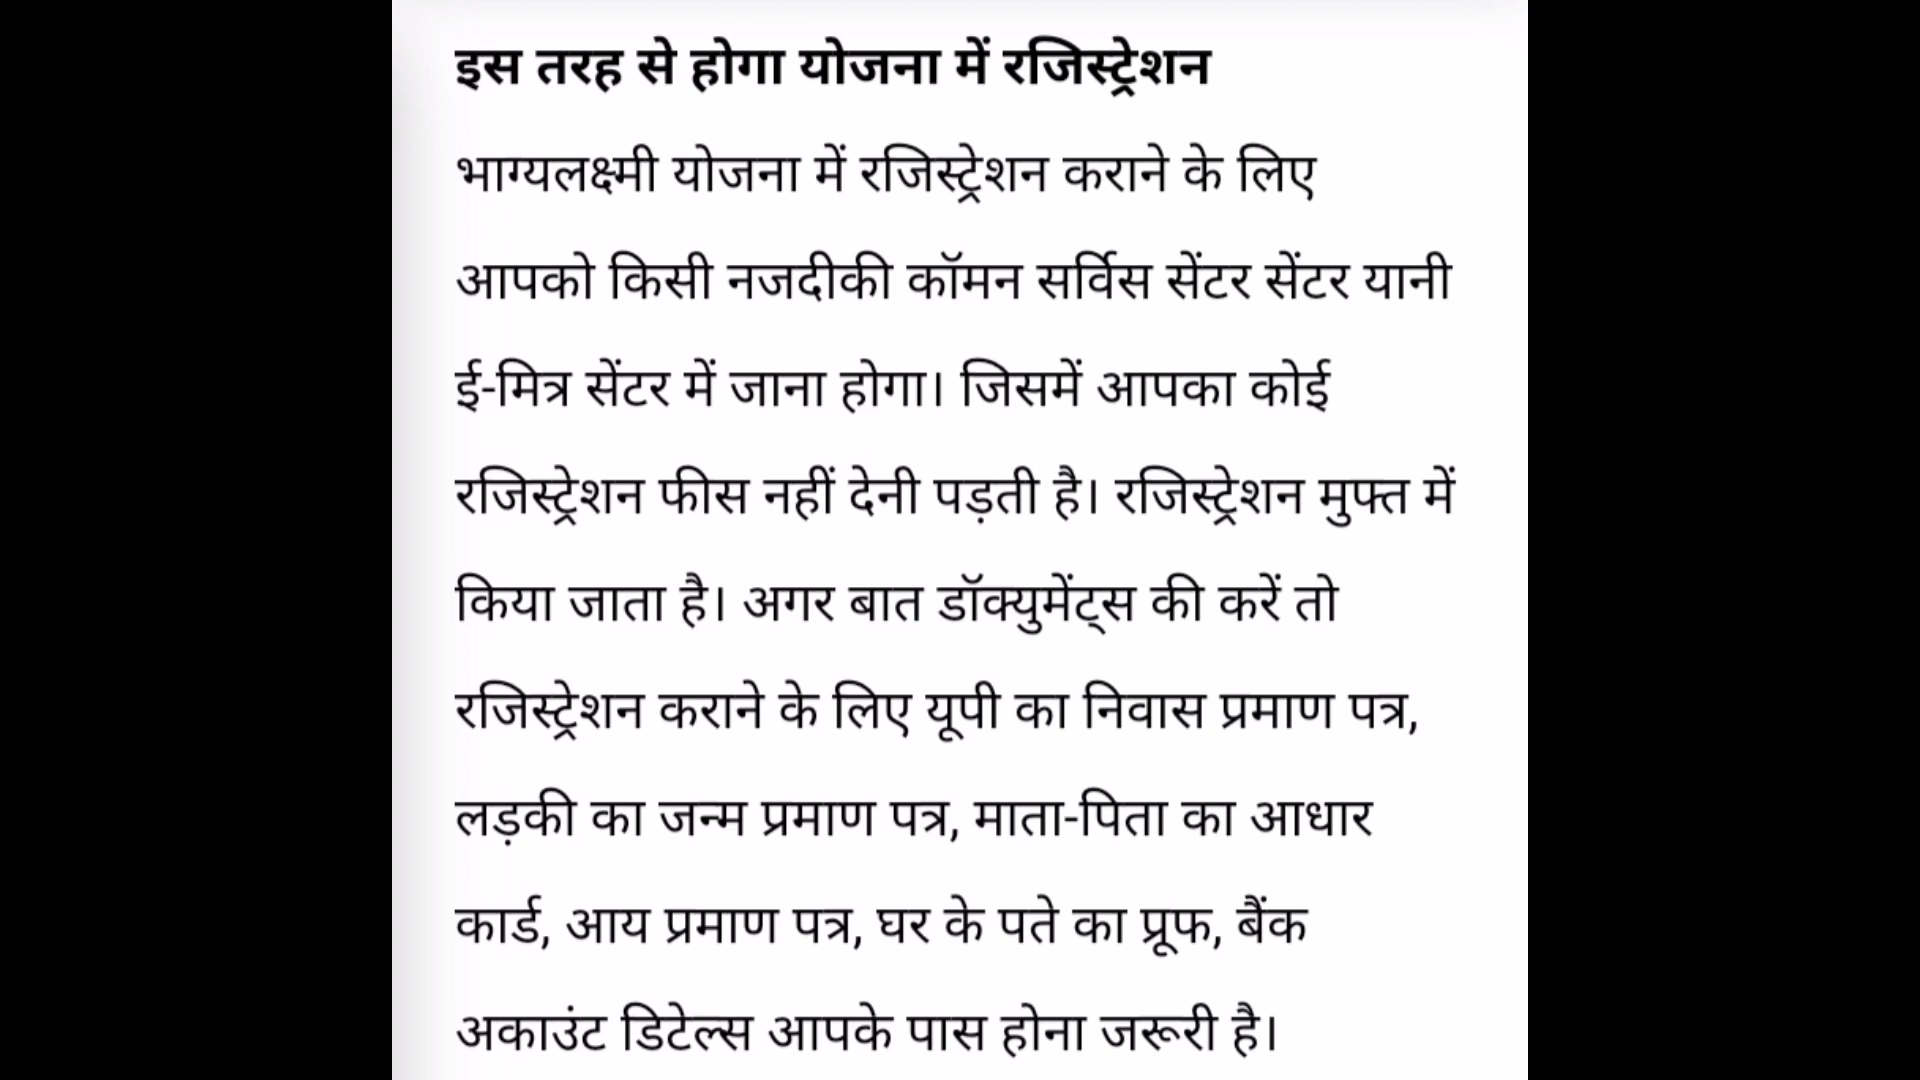 इस तरह से होगा योजना में रजिस्ट्रेशन
भाग्यलक्ष्मी योजना में रजिस्ट्रेशन कराने के लिए
आपको किसी नजदीकी कॉमन सर्विस सेंटर सेंटर यानी
ई-मित्र सेंटर में जाना होगा। जिसमें आपका कोई
रजिस्ट्रेशन फीस नहीं देनी पड़ती है। रजिस्ट्रेशन मुफ्त में
किया जाता है। अगर बात डॉक्युमेंट्स की करें तो
रजिस्ट्रेशन कराने के लिए यूपी का निवास प्रमाण पत्र,
लड़की का जन्म प्रमाण पत्र, माता-पिता का आधार
कार्ड, आय प्रमाण पत्र, घर के पते का प्रूफ, बैंक
अकाउंट डिटेल्स आपके पास होना जरूरी है।